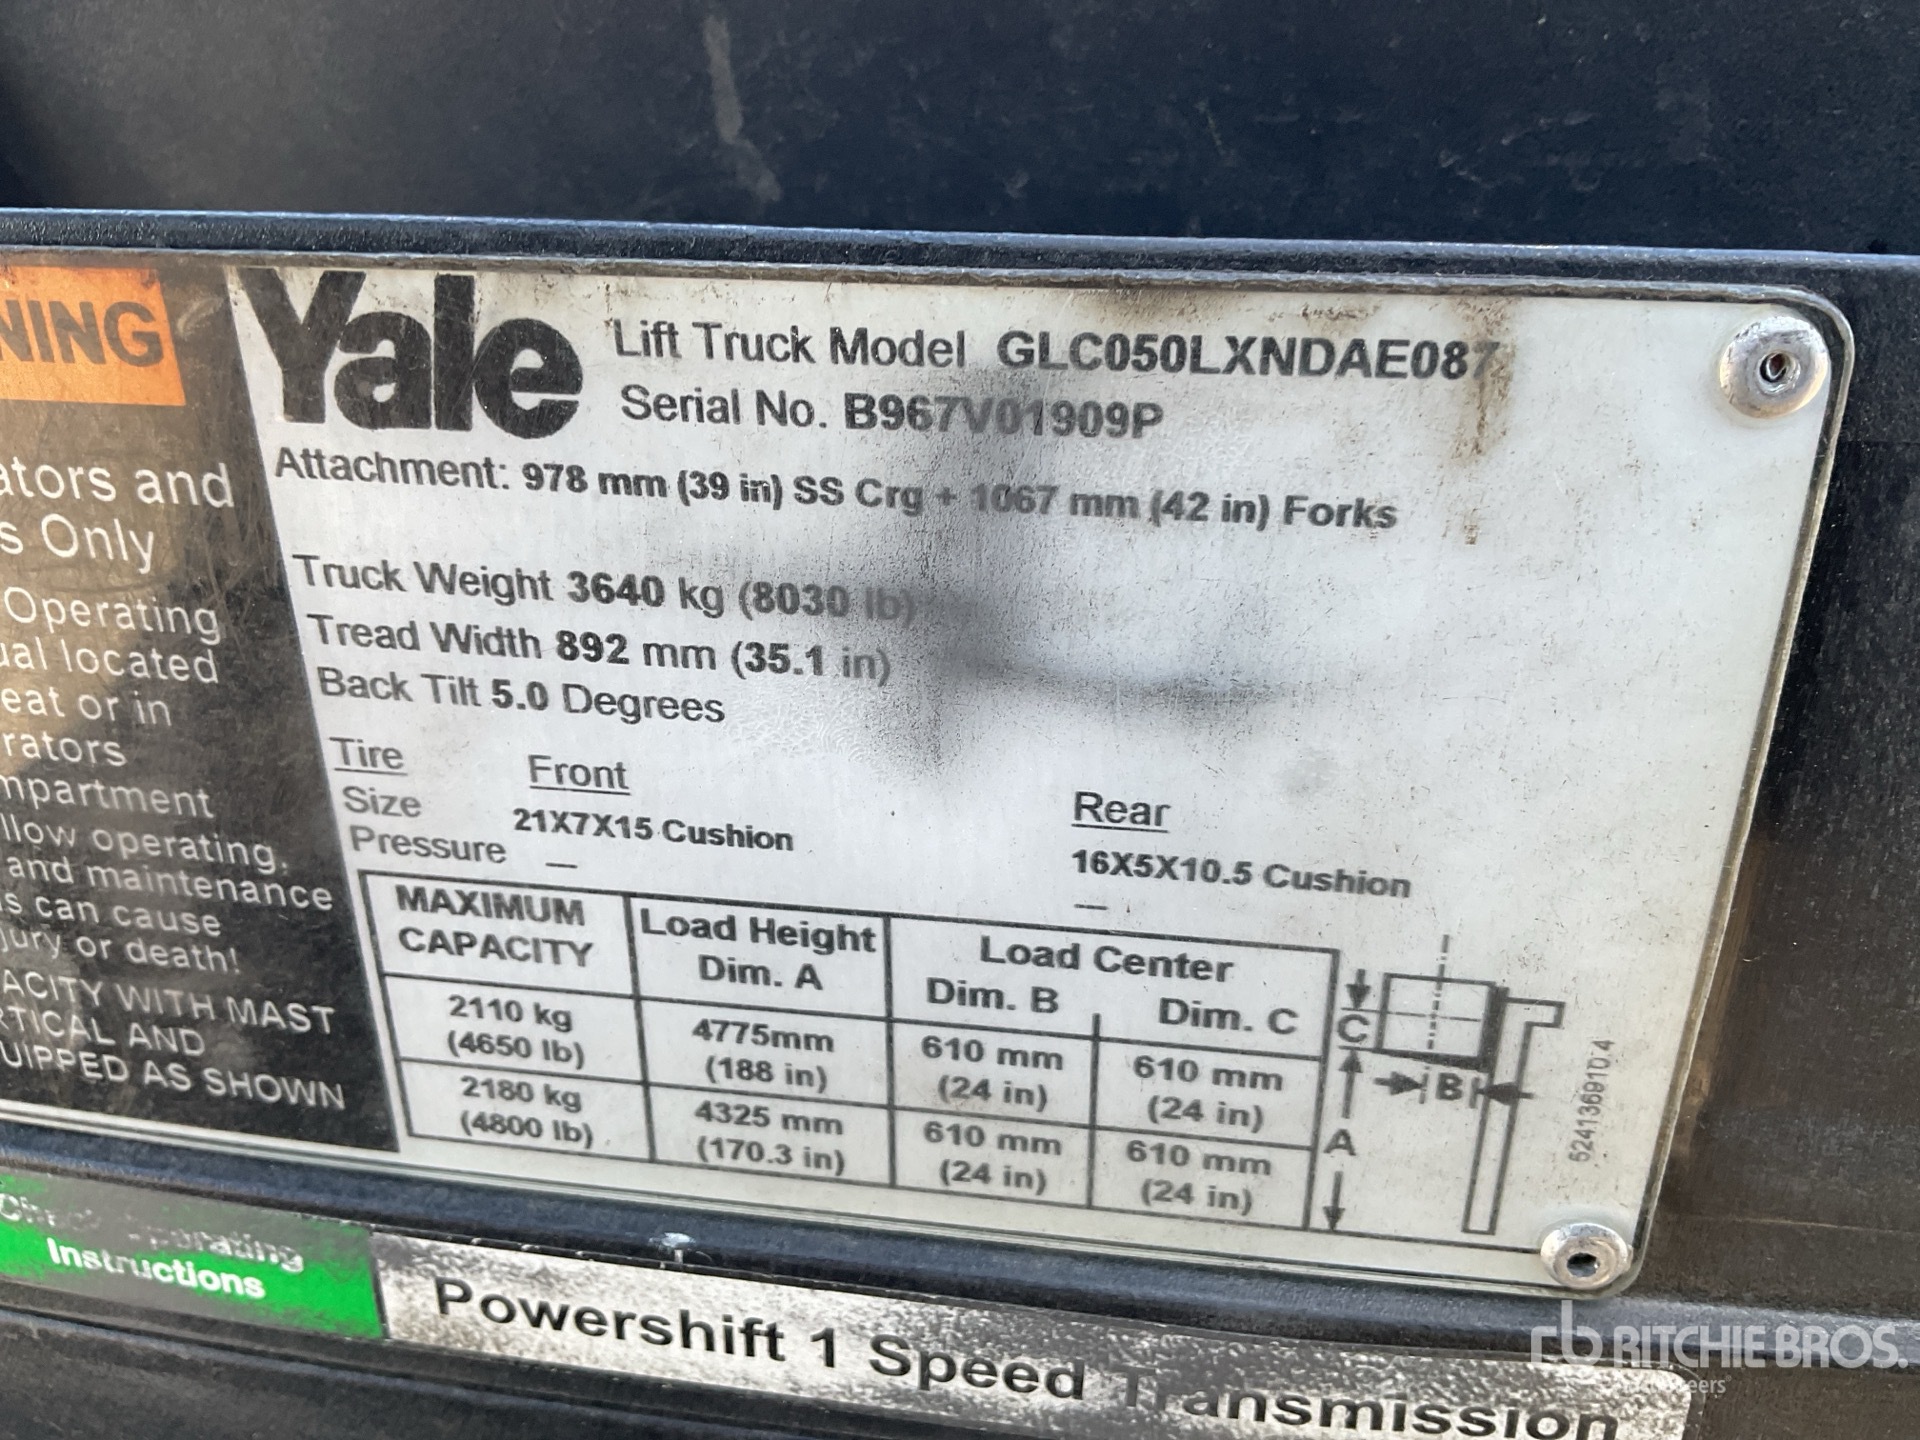 NING
ators and
s Only
Operating
ual located
eat or in
rators
mpartment
llow operating,
and maintenance
s can cause
jury or death!
ACITY WITH MAST
RTICAL AND
UIPPED AS SHOWN
Yale
Lift Truck Model GLC050LXNDAE087
Serial No. B967V01909P
Attachment: 978 mm (39 in) SS Crg + 1067 mm (42 in) Forks
Truck Weight 3640 kg (8030 lb)
Tread Width 892 mm (35.1 in)
Back Tilt 5.0 Degrees
Tire Front Rear
Size 21X7X15 Cushion 16X5X10.5 Cushion
Pressure — —
MAXIMUM CAPACITY
Load Height Dim. A
Load Center
Dim. B Dim. C
2110 kg 4775mm 610 mm 610 mm
(4650 lb) (188 in) (24 in) (24 in)
2180 kg 4325 mm 610 mm 610 mm
(4800 lb) (170.3 in) (24 in) (24 in)
C
B
A
524136910.4
Operating
Instructions
Powershift 1 Speed Transmission
rb RITCHIE BROS.
Auctioneers